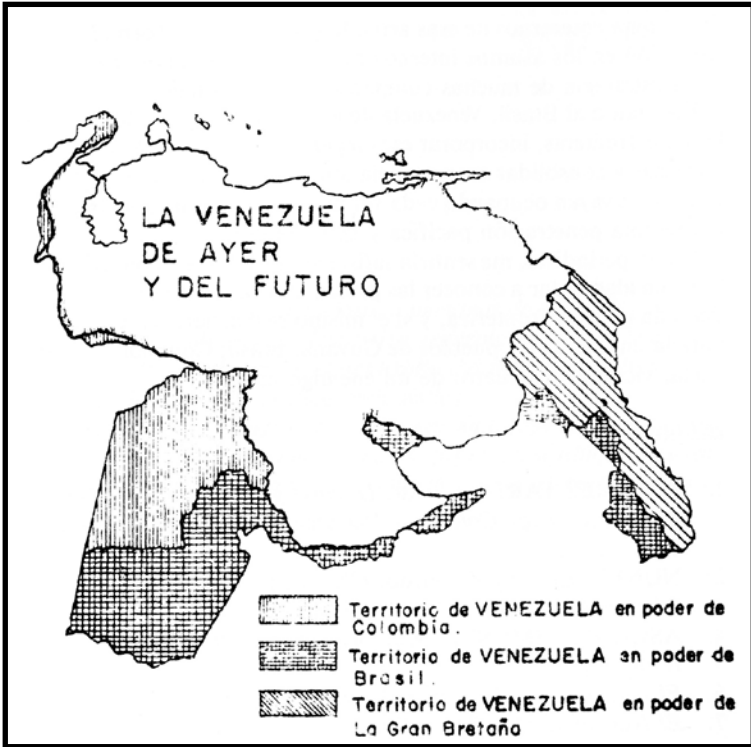 LA VENEZUELA
DE AYER
Y DEL FUTURO
Territorio de VENEZUELA en poder de
Colombia.
Territorio de VENEZUELA en poder de
Brasil.
Territorio de VENEZUELA en poder de
La Gran Bretaña